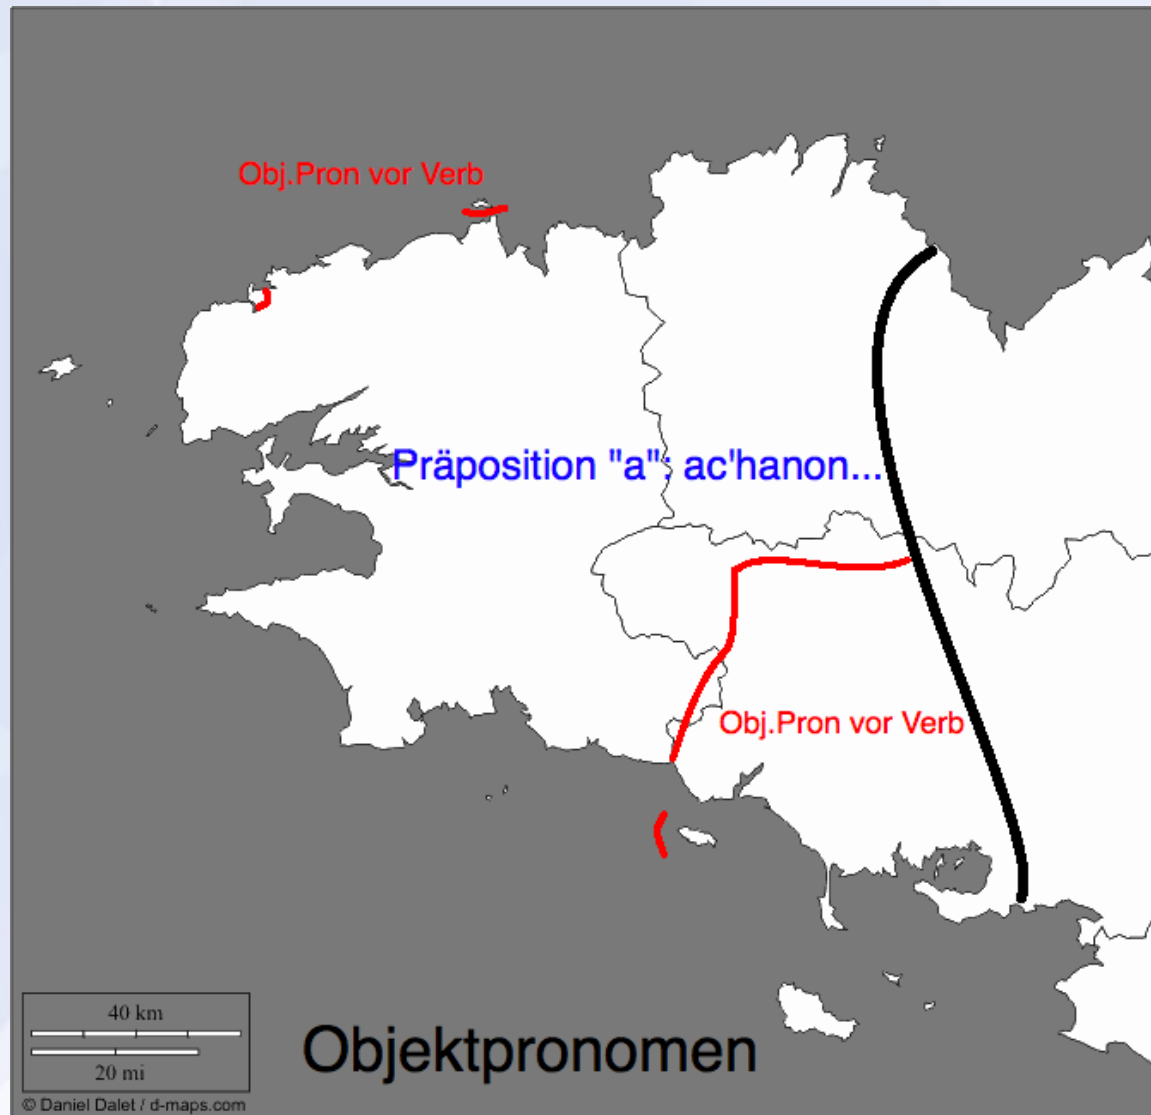 Obj.Pron vor Verb
Präposition "a": ac'hanon...
Obj.Pron vor Verb
40 km
20 mi
Objektpronomen
© Daniel Dalet / d-maps.com